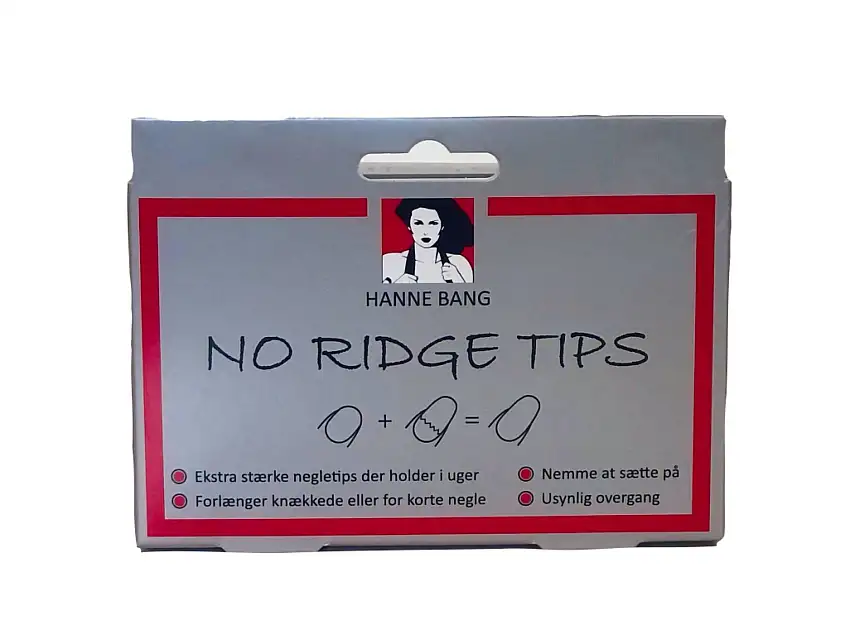 HANNE BANG
NO RIDGE TIPS
+ =
Ekstra stærke negletips der holder i uger
Nemme at sætte på
Forlænger knækkede eller for korte negle
Usynlig overgang